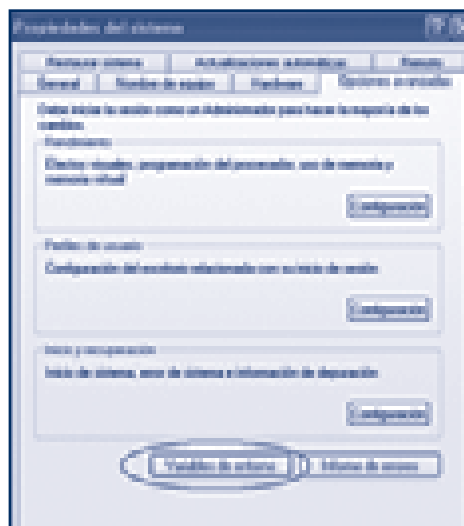 Propiedades del sistema
Restaurar sistema Actualizaciones automáticas Remoto
General Nombre de equipo Hardware Opciones avanzadas
Debe iniciar la sesión como un Administrador para hacer la mayoría de los
cambios.
Rendimiento
Efectos visuales, programación del procesador, uso de memoria y
memoria virtual
Configuración
Perfiles de usuario
Configuración del escritorio relacionada con su inicio de sesión
Configuración
Inicio y recuperación
Inicio de sistema, error de sistema e información de depuración
Configuración
Variables de entorno Informe de errores